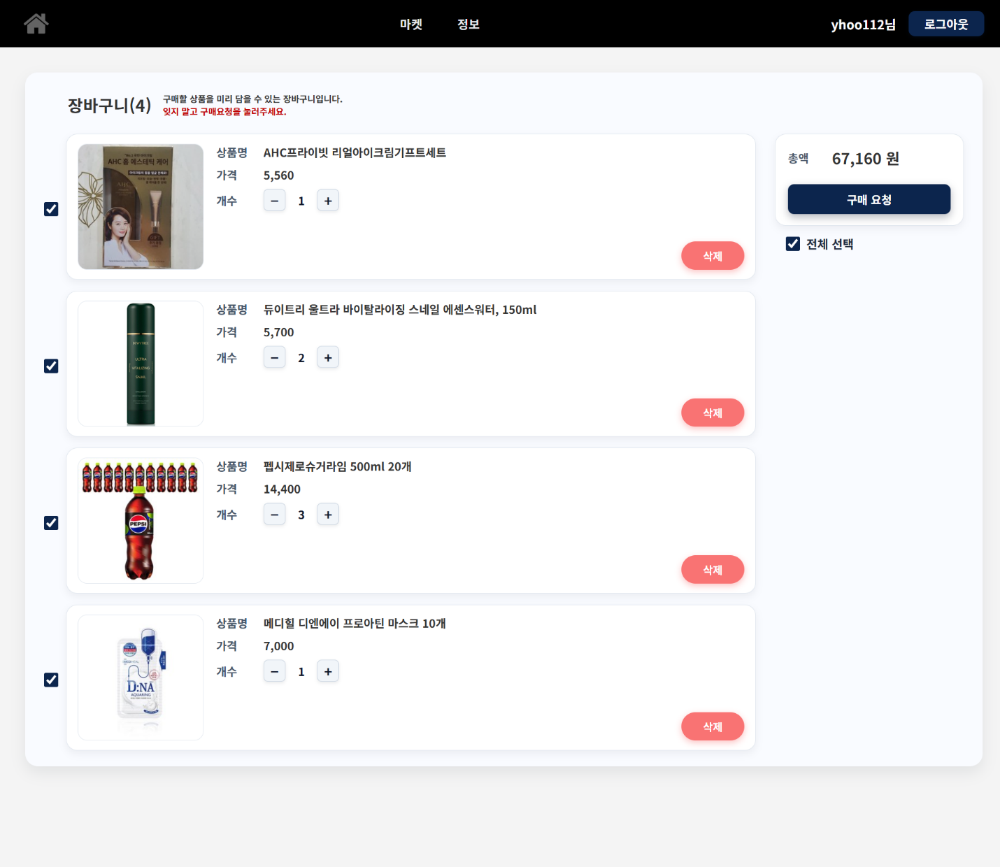 마켓
정보
yhoo112님
로그아웃
장바구니(4)
구매할 상품을 미리 담을 수 있는 장바구니입니다.
잊지 말고 구매요청을 눌러주세요.
AHC 홈 에스테틱 케어
AHC
상품명 AHC프라이빗 리얼아이크림기프트세트
가격 5,560
개수 − 1 +
삭제
총액 67,160 원
구매 요청
전체 선택
ULTRA
VITALIZING
SNAIL
상품명 듀이트리 울트라 바이탈라이징 스네일 에센스워터, 150ml
가격 5,700
개수 − 2 +
삭제
PEPSI
상품명 펩시제로슈거라임 500ml 20개
가격 14,400
개수 − 3 +
삭제
D:NA
AQUARING
상품명 메디힐 디엔에이 프로아틴 마스크 10개
가격 7,000
개수 − 1 +
삭제